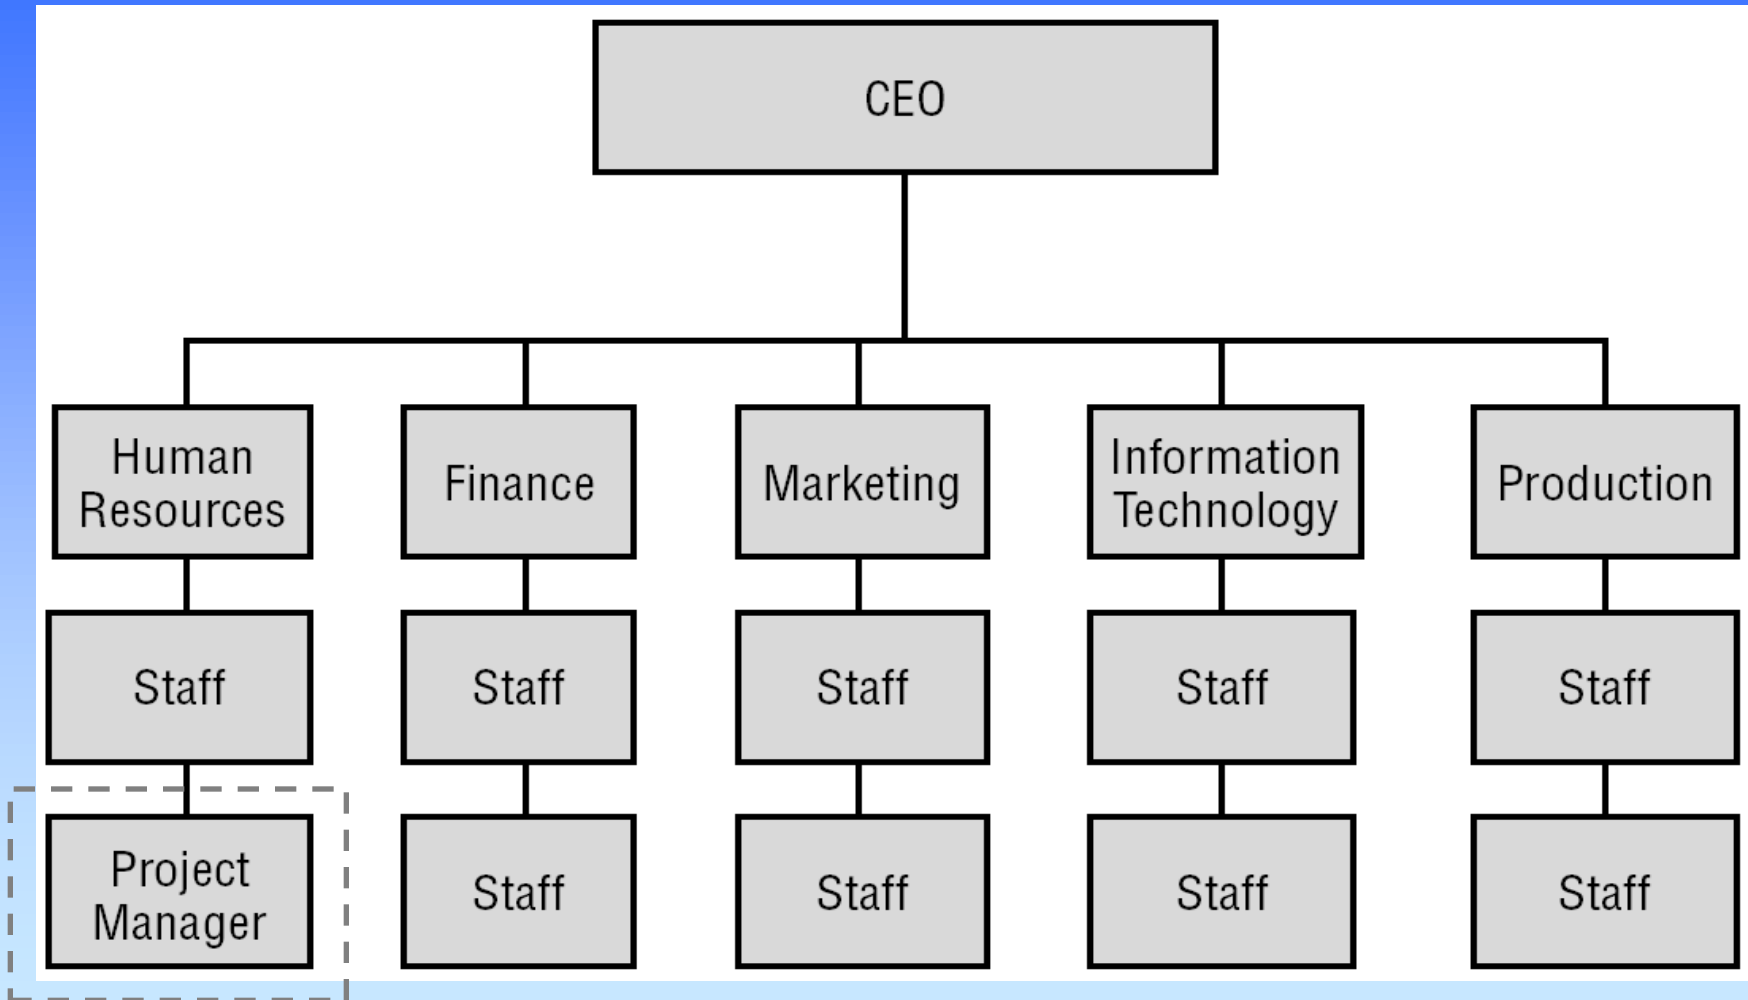 CEO
Human
Resources
Finance
Marketing
Information
Technology
Production
Staff
Staff
Staff
Staff
Staff
Project
Manager
Staff
Staff
Staff
Staff